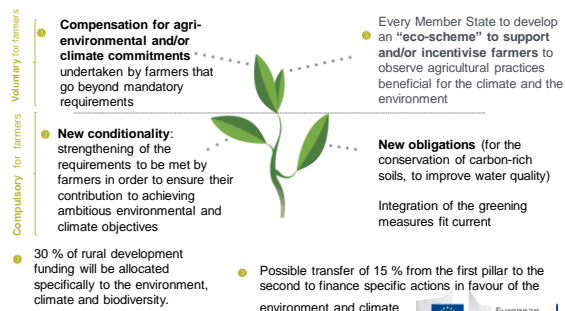 Voluntary for farmers
Compensation for agri-
environmental and/or
climate commitments
undertaken by farmers that
go beyond mandatory
requirements
Every Member State to develop
an “eco-scheme” to support
and/or incentivise farmers to
observe agricultural practices
beneficial for the climate and the
environment
Compulsory for farmers
New conditionality:
strengthening of the
requirements to be met by
farmers in order to ensure their
contribution to achieving
ambitious environmental and
climate objectives
New obligations (for the
conservation of carbon-rich
soils, to improve water quality)
Integration of the greening
measures fit current
30 % of rural development
funding will be allocated
specifically to the environment,
climate and biodiversity.
Possible transfer of 15 % from the first pillar to the
second to finance specific actions in favour of the
environment and climate
European